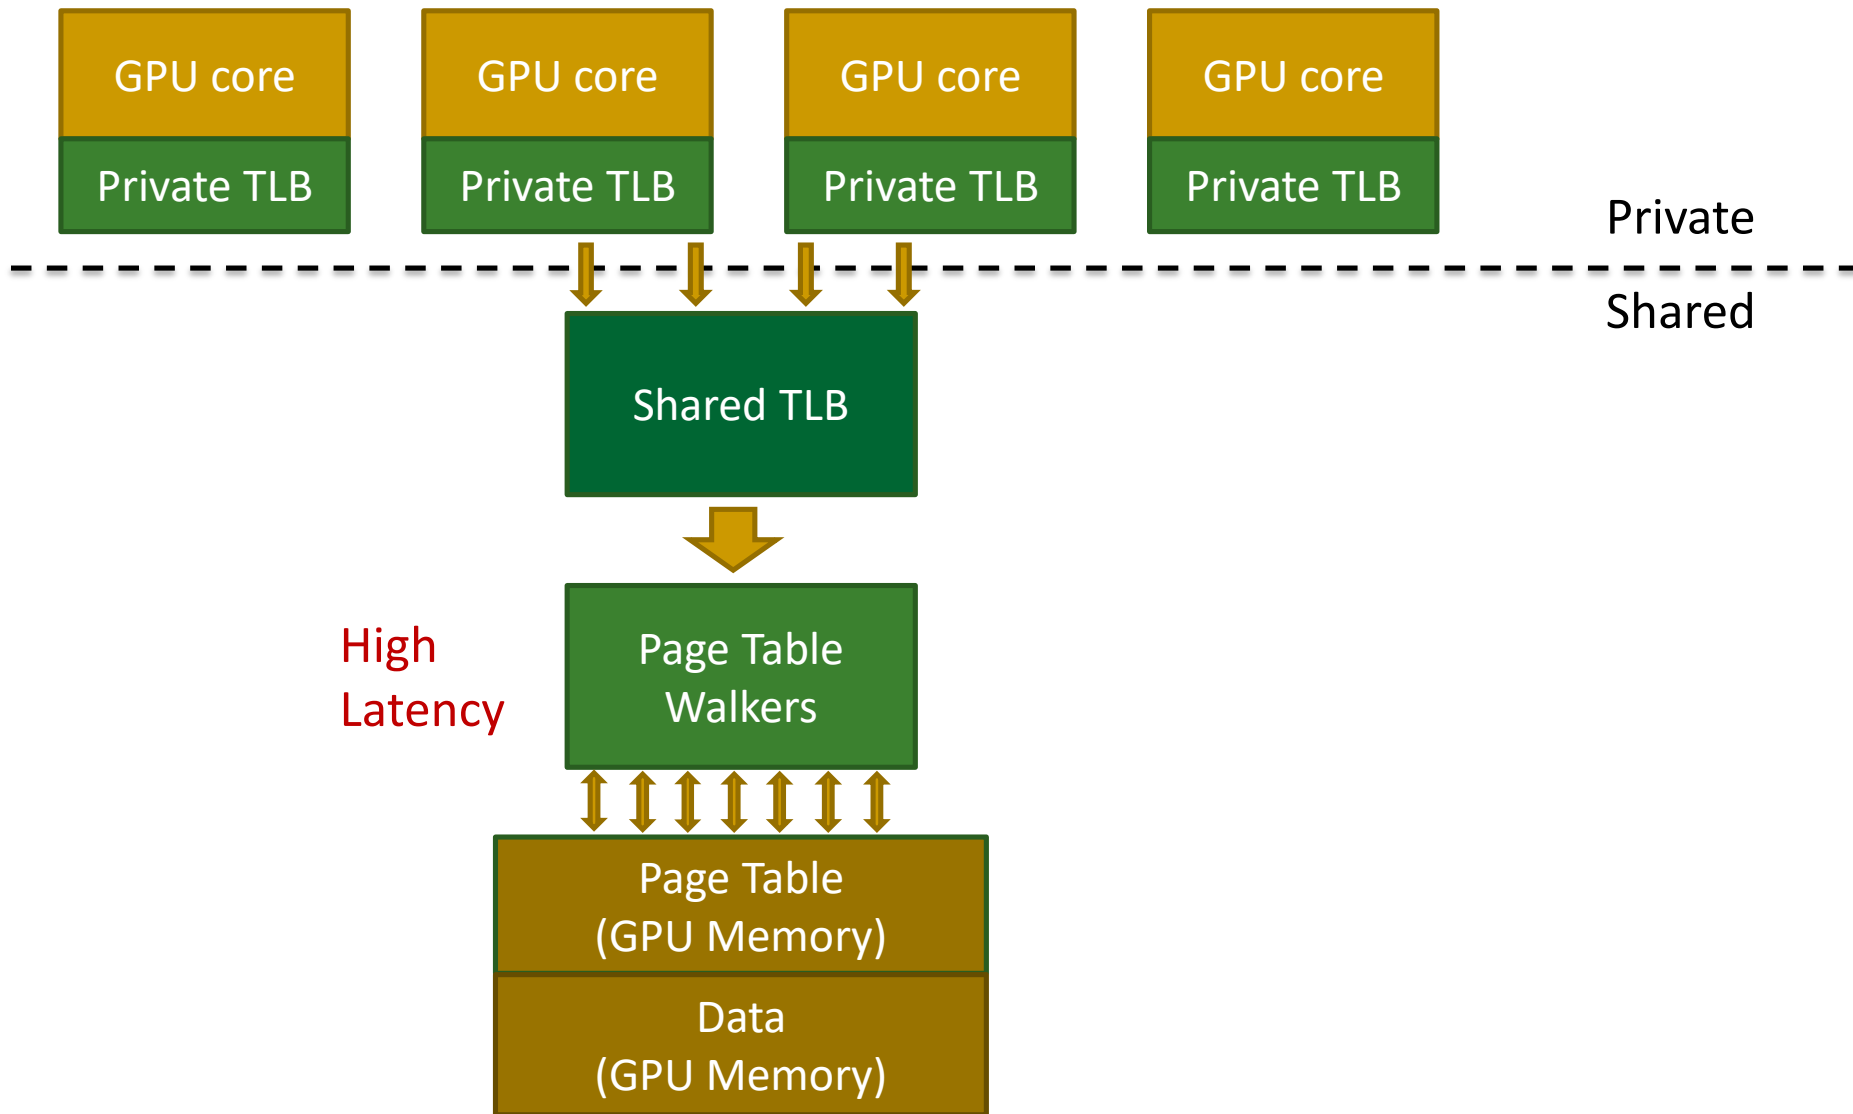 GPU core
GPU core
GPU core
GPU core
Private TLB
Private TLB
Private TLB
Private TLB
Private
Shared
Shared TLB
High
Latency
Page Table
Walkers
Page Table
(GPU Memory)
Data
(GPU Memory)